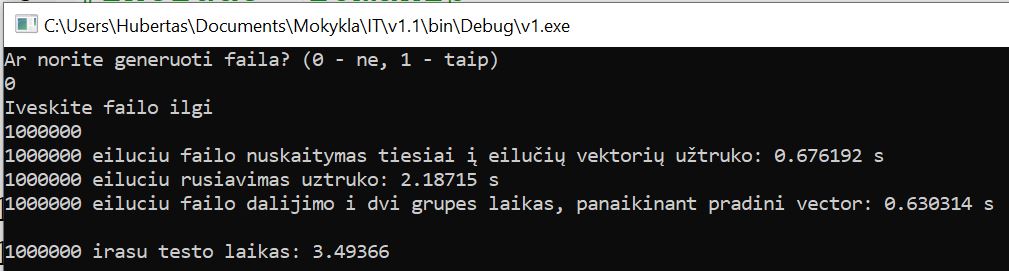 C:\Users\Hubertas\Documents\Mokykla\IT\v1.1\bin\Debug\v1.exe
Ar norite generuoti faila? (0 - ne, 1 - taip)
0
Iveskite failo ilgi
1000000
1000000 eiluciu failo nuskaitymas tiesiai į eilučių vektorių užtruko: 0.676192 s
1000000 eiluciu rusiavimas uztruko: 2.18715 s
1000000 eiluciu failo dalijimo i dvi grupes laikas, panaikinant pradini vector: 0.630314 s
1000000 irasu testo laikas: 3.49366